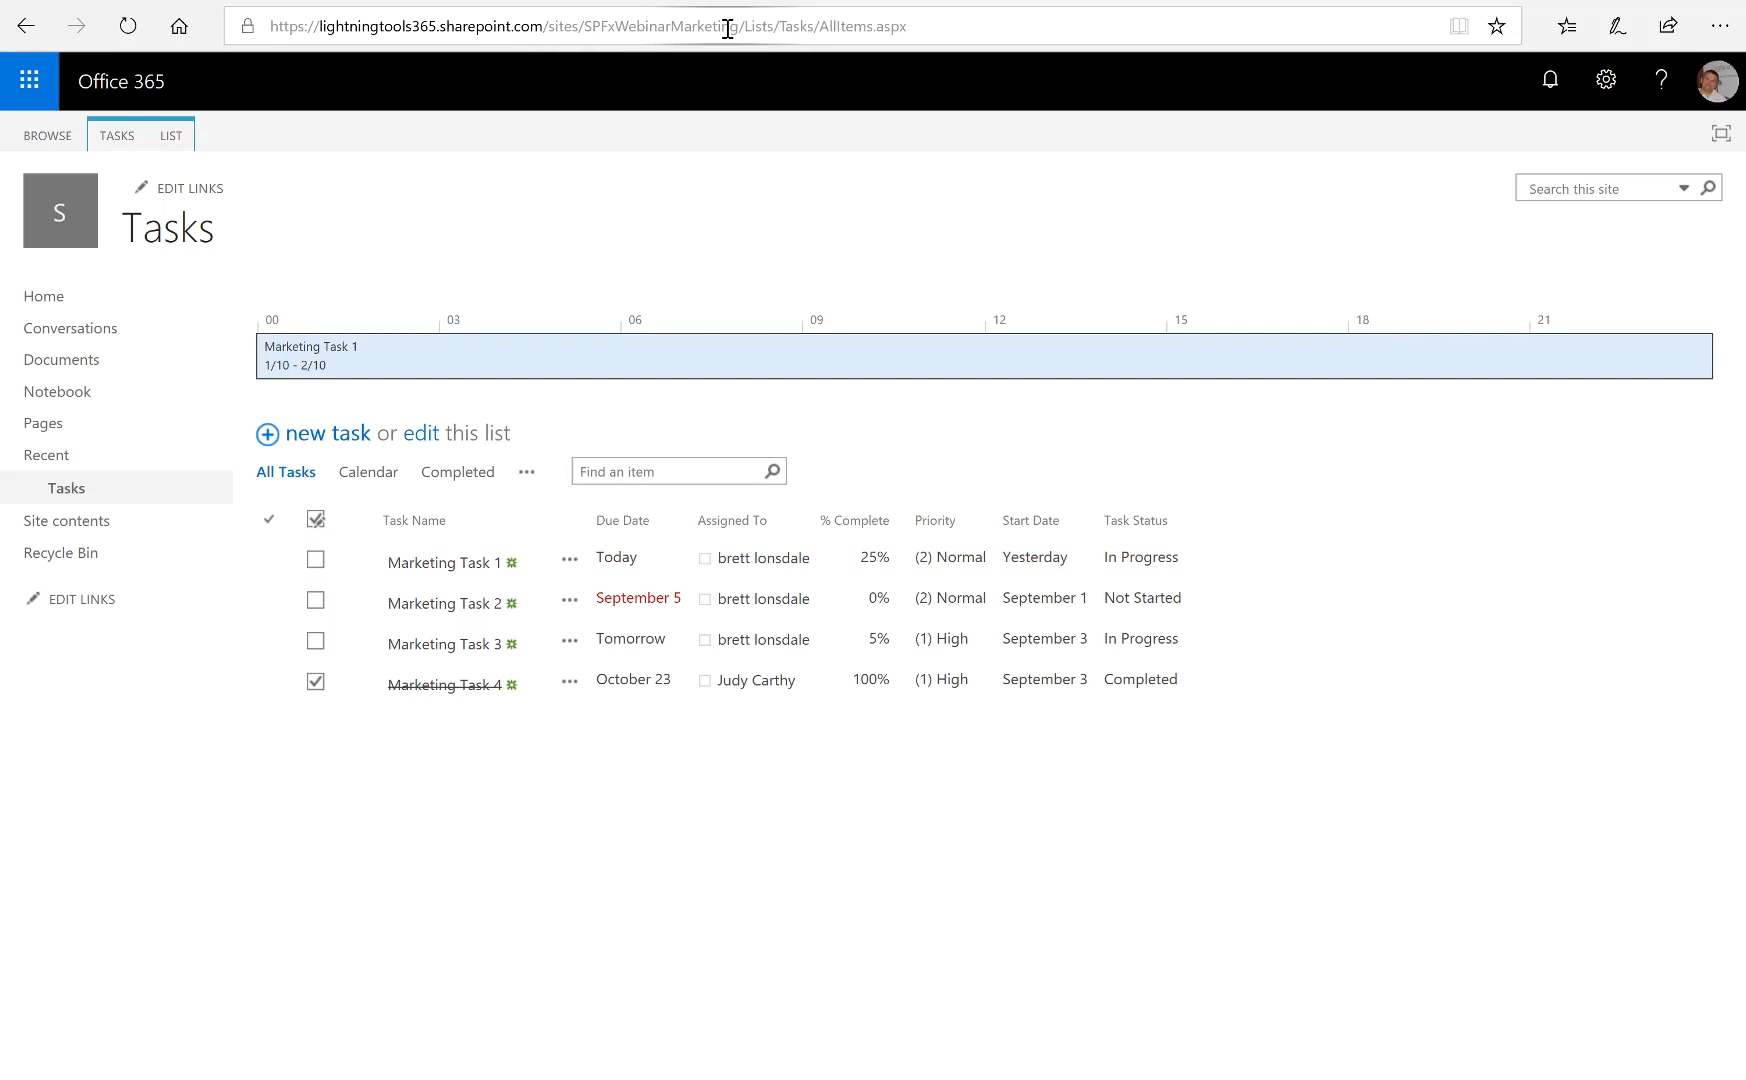 https://lightningtools365.sharepoint.com/sites/SPFxWebinarMarketing/Lists/Tasks/AllItems.aspx
Office 365
BROWSE TASKS LIST
EDIT LINKS
Search this site
S
Tasks
Home
Conversations
Documents
Notebook
Pages
Recent
Tasks
Site contents
Recycle Bin
EDIT LINKS
00 03 06 09 12 15 18 21
Marketing Task 1
1/10 - 2/10
new task or edit this list
All Tasks Calendar Completed ••• Find an item
Task Name Due Date Assigned To % Complete Priority Start Date Task Status
Marketing Task 1 ••• Today brett lonsdale 25% (2) Normal Yesterday In Progress
Marketing Task 2 ••• September 5 brett lonsdale 0% (2) Normal September 1 Not Started
Marketing Task 3 ••• Tomorrow brett lonsdale 5% (1) High September 3 In Progress
Marketing Task 4 ••• October 23 Judy Carthy 100% (1) High September 3 Completed